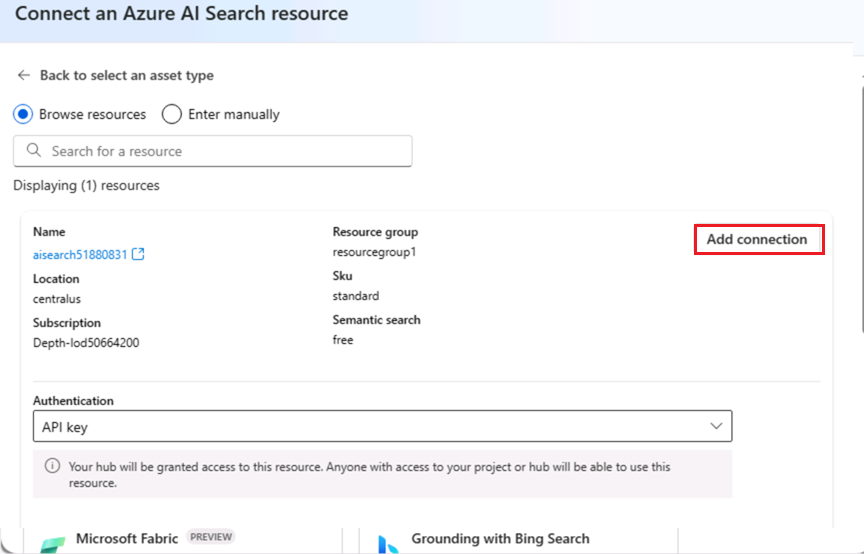 Connect an Azure AI Search resource
Back to select an asset type
Browse resources
Enter manually
Search for a resource
Displaying (1) resources
Name
aisearch51880831
Location
centralus
Subscription
Depth-lod50664200
Resource group
resourcegroup1
Sku
standard
Semantic search
free
Add connection
Authentication
API key
Your hub will be granted access to this resource. Anyone with access to your project or hub will be able to use this
resource.
Microsoft Fabric PREVIEW
Grounding with Bing Search